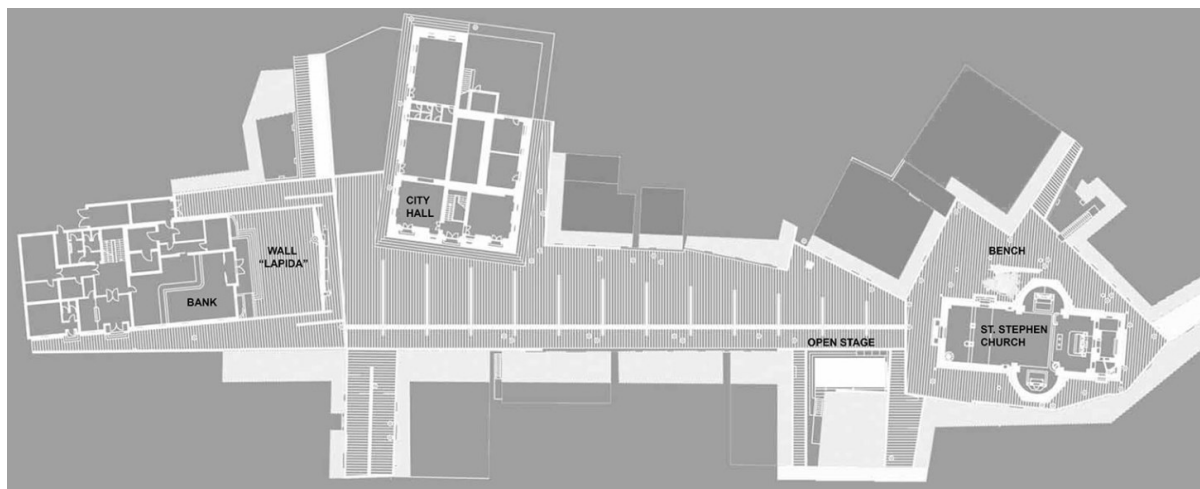 CITY
HALL
WALL
“LAPIDA”
BANK
BENCH
ST. STEPHEN
CHURCH
OPEN STAGE